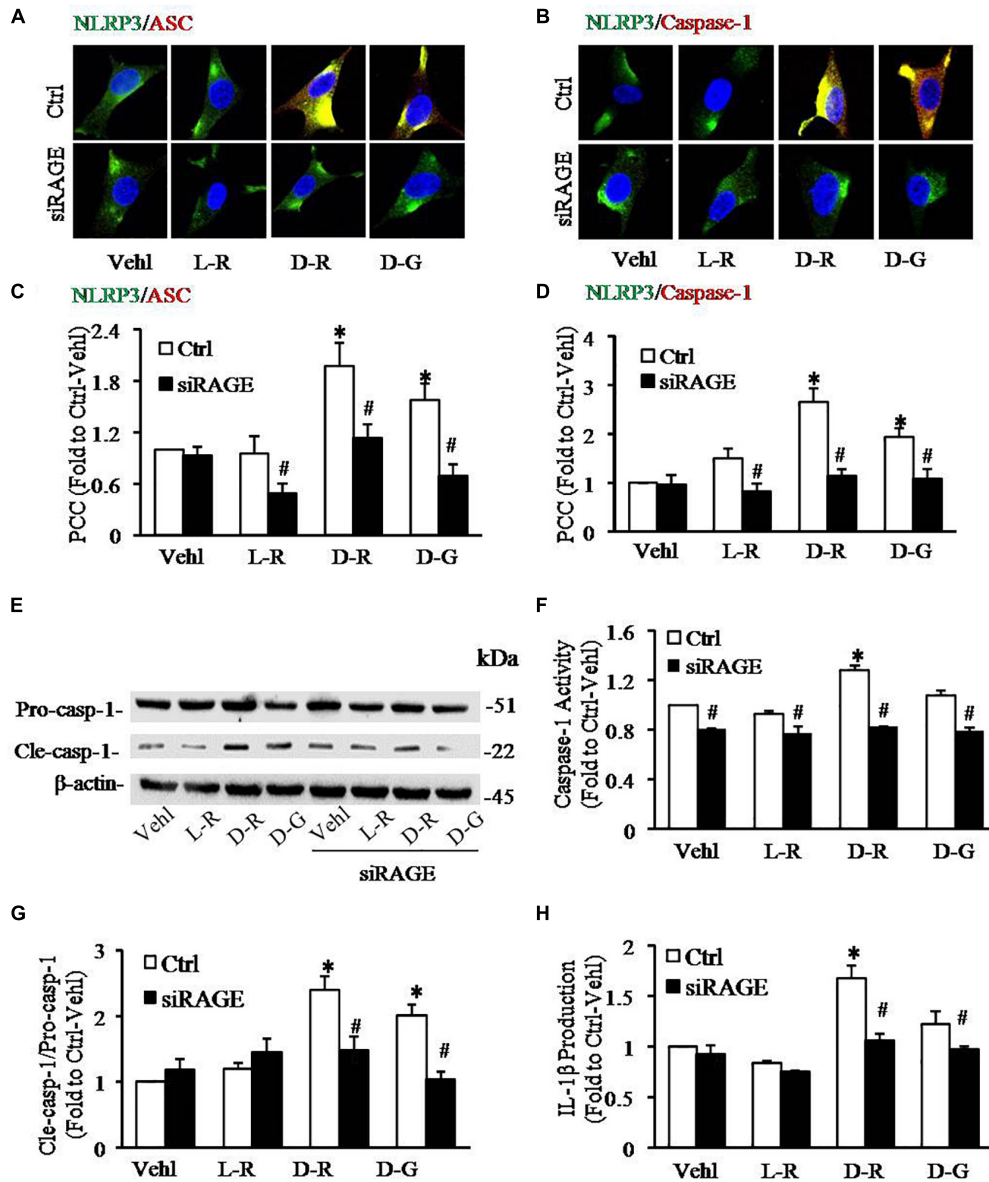 A
NLRP3/ASC
Ctrl
siRAGE
Vehl L-R D-R D-G
B
NLRP3/Caspase-1
Ctrl
siRAGE
Vehl L-R D-R D-G
C
NLRP3/ASC
PCC (Fold to Ctrl-Vehl)
2.4
1.8
1.2
0.6
0
Ctrl
siRAGE
# * # * #
Vehl L-R D-R D-G
D
NLRP3/Caspase-1
PCC (Fold to Ctrl-Vehl)
4
3
2
1
0
Ctrl
siRAGE
# * # * #
Vehl L-R D-R D-G
E
kDa
Pro-casp-1- -51
Cle-casp-1- -22
β-actin- -45
Vehl L-R D-R D-G Vehl L-R D-R D-G
siRAGE
F
Caspase-1 Activity
(Fold to Ctrl-Vehl)
1.6
1.2
0.8
0.4
0
Ctrl
siRAGE
# # * # #
Vehl L-R D-R D-G
G
Cle-casp-1/Pro-casp-1
(Fold to Ctrl-Vehl)
3
2
1
0
Ctrl
siRAGE
* # * #
Vehl L-R D-R D-G
H
IL-1β Production
(Fold to Ctrl-Vehl)
2
1.5
1
0.5
0
Ctrl
siRAGE
* # #
Vehl L-R D-R D-G